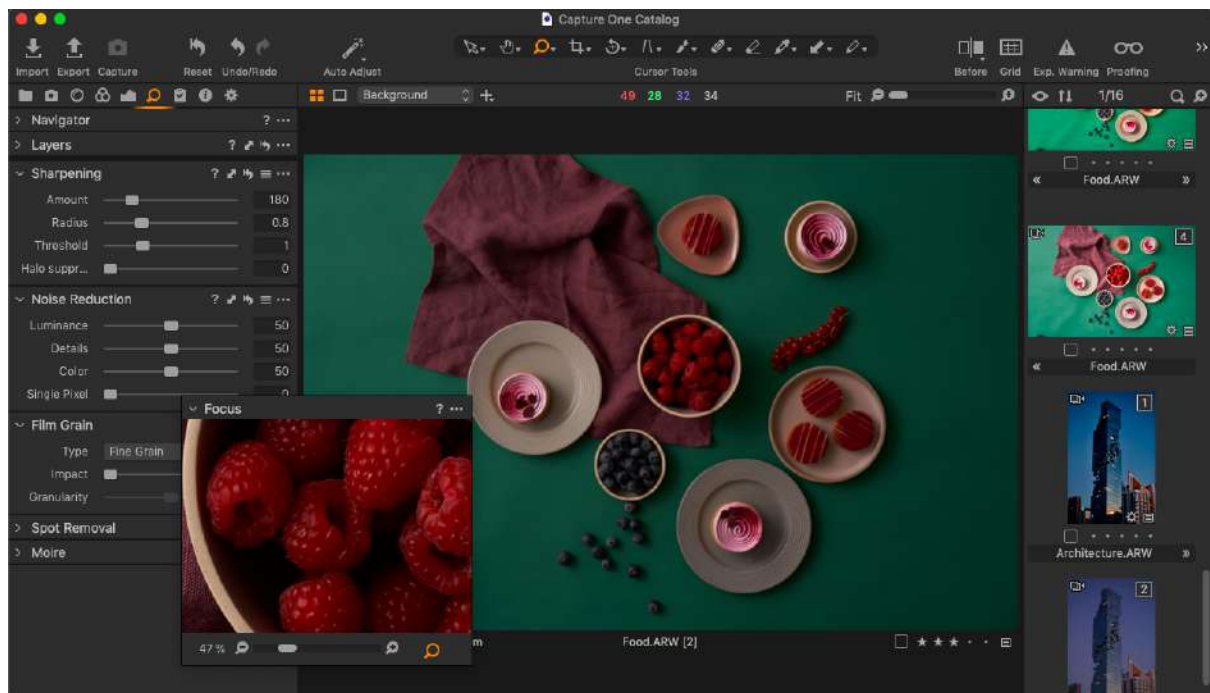 Capture One Catalog
Import Export Capture Reset Undo/Redo Auto Adjust Cursor Tools Before Grid Exp. Warning Proofing
Background 49 28 32 34 Fit 1/16
Navigator
Layers
Sharpening
Amount 180
Radius 0.8
Threshold 1
Halo suppr... 0
Noise Reduction
Luminance 50
Details 50
Color 50
Single Pixel 0
Film Grain
Type Fine Grain
Impact
Granularity
Spot Removal
Moire
Focus
47 %
Food.ARW [2]
Food.ARW
4
Food.ARW
1
Architecture.ARW
2